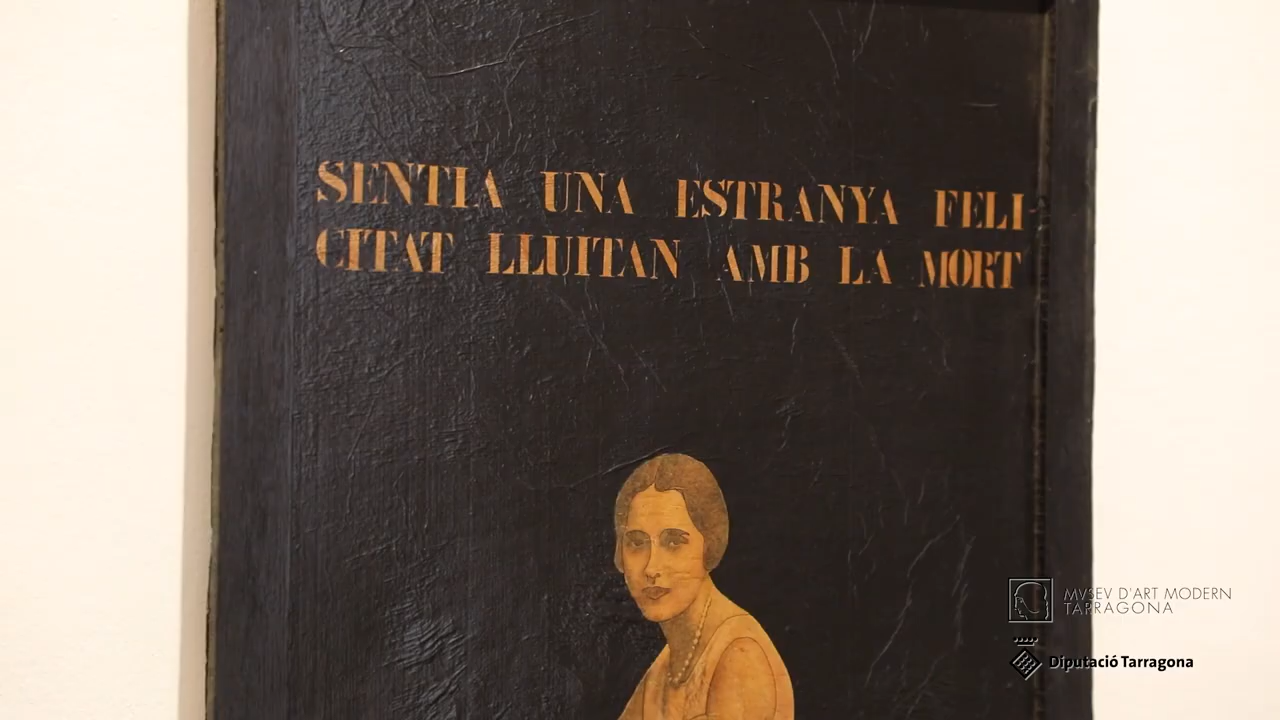 SENTIA UNA ESTRANYA FELI-
CITAT LLUITAN AMB LA MORT
MVSEV D'ART MODERN
TARRAGONA
Diputació Tarragona